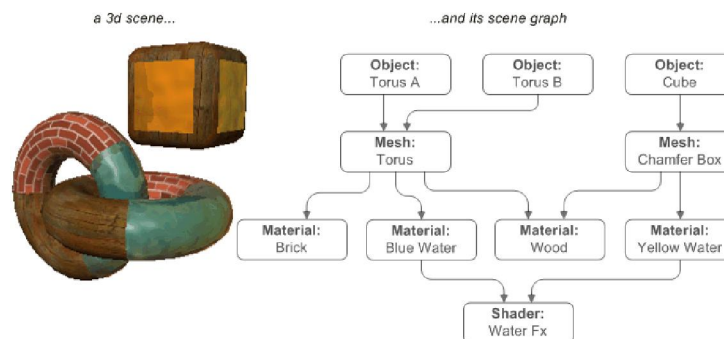 a 3d scene...
...and its scene graph
Object:
Torus A
Object:
Torus B
Object:
Cube
Mesh:
Torus
Mesh:
Chamfer Box
Material:
Brick
Material:
Blue Water
Material:
Wood
Material:
Yellow Water
Shader:
Water Fx